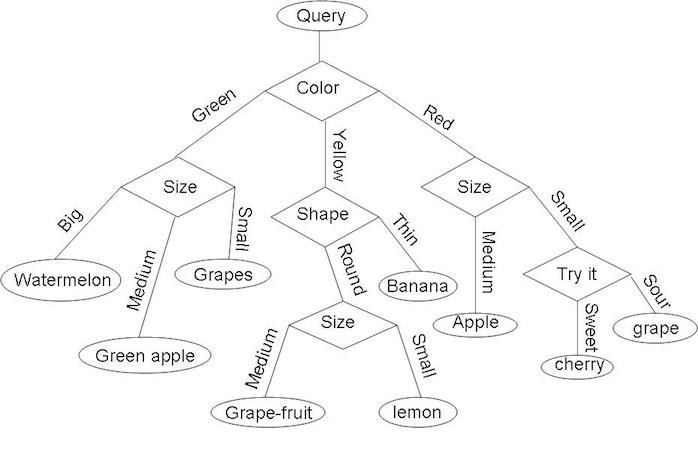 Query
Color
Green
Yellow
Red
Size
Shape
Size
Big
Medium
Small
Round
Thin
Medium
Small
Watermelon
Green apple
Grapes
Size
Banana
Apple
Try it
Medium
Small
Sweet
Sour
Grape-fruit
lemon
cherry
grape